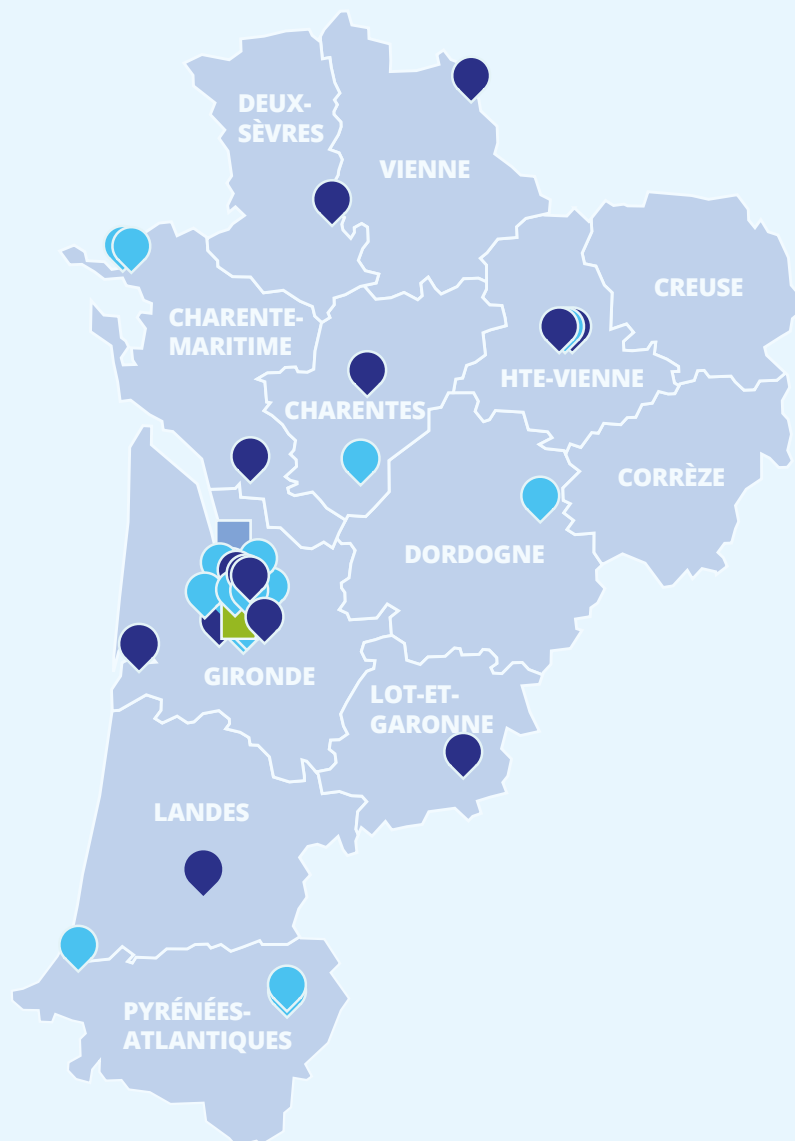 DEUX-
SÈVRES
VIENNE
CREUSE
CHARENTE-
MARITIME
HTE-VIENNE
CHARENTES
CORRÈZE
DORDOGNE
GIRONDE
LOT-ET-
GARONNE
LANDES
PYRÉNÉES-
ATLANTIQUES